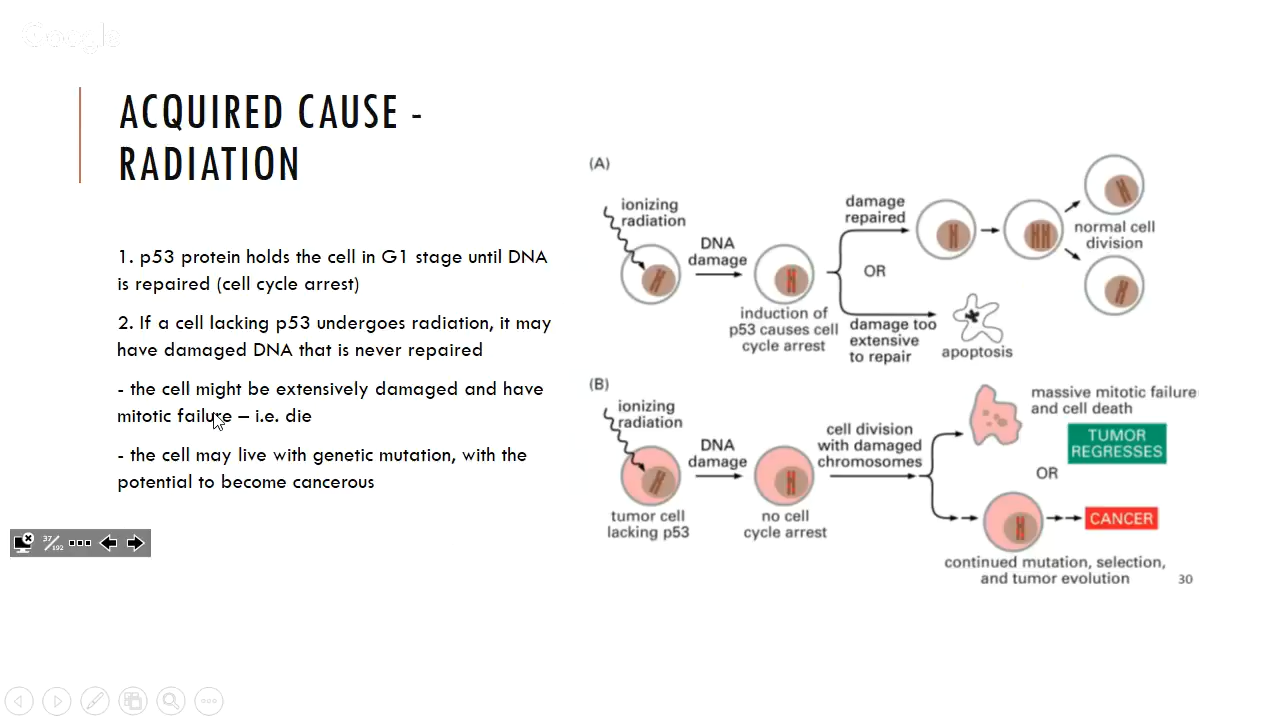 Google
ACQUIRED CAUSE -
RADIATION
1. p53 protein holds the cell in G1 stage until DNA
is repaired (cell cycle arrest)
2. If a cell lacking p53 undergoes radiation, it may
have damaged DNA that is never repaired
- the cell might be extensively damaged and have
mitotic failure – i.e. die
- the cell may live with genetic mutation, with the
potential to become cancerous
37/192
(A)
ionizing
radiation
DNA
damage
induction of
p53 causes cell
cycle arrest
damage
repaired
OR
damage too
extensive
to repair
normal cell
division
apoptosis
(B)
ionizing
radiation
tumor cell
lacking p53
DNA
damage
no cell
cycle arrest
cell division
with damaged
chromosomes
massive mitotic failure
and cell death
TUMOR
REGRESSES
OR
CANCER
continued mutation, selection,
and tumor evolution
30